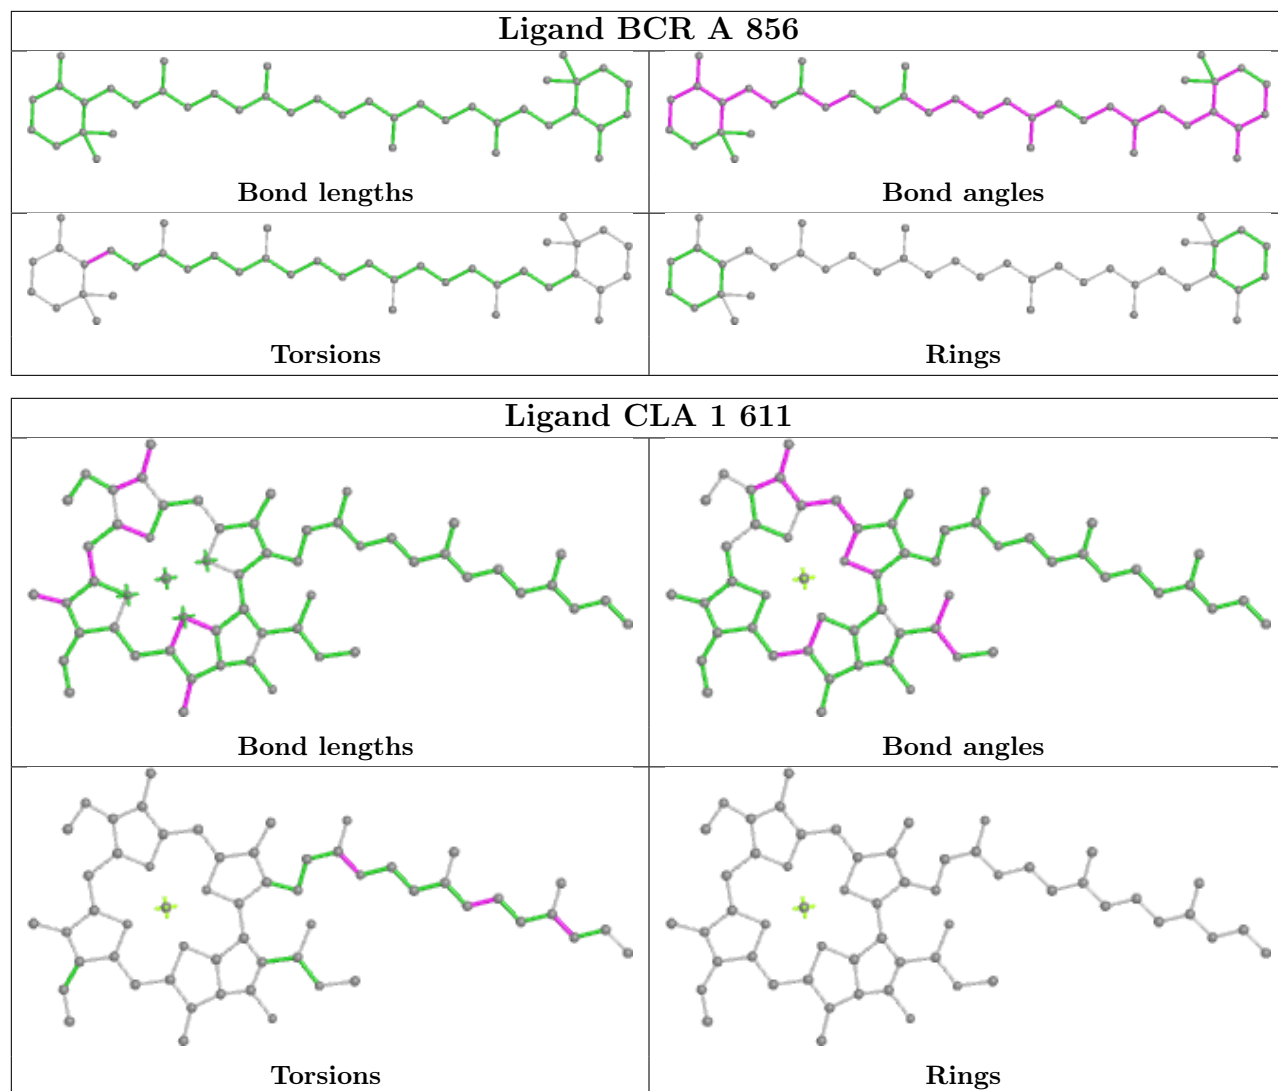 Ligand BCR A 856
Bond lengths
Bond angles
Torsions
Rings
Ligand CLA 1 611
Bond lengths
Bond angles
Torsions
Rings